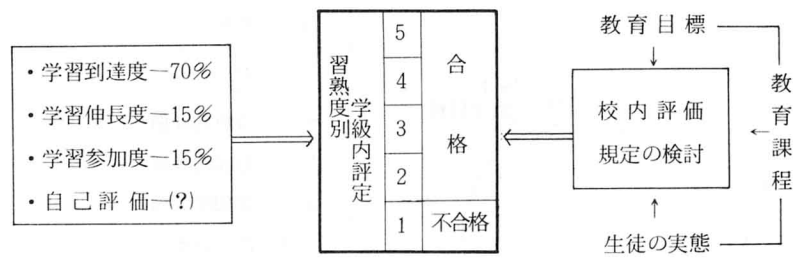 ・学習到達度―70%
・学習伸長度―15%
・学習参加度―15%
・自己評価―(?)
習熟度別
学級内評定
5
4
3
2
1
合格
不合格
教育目標
校内評価
規定の検討
生徒の実態
教育課程